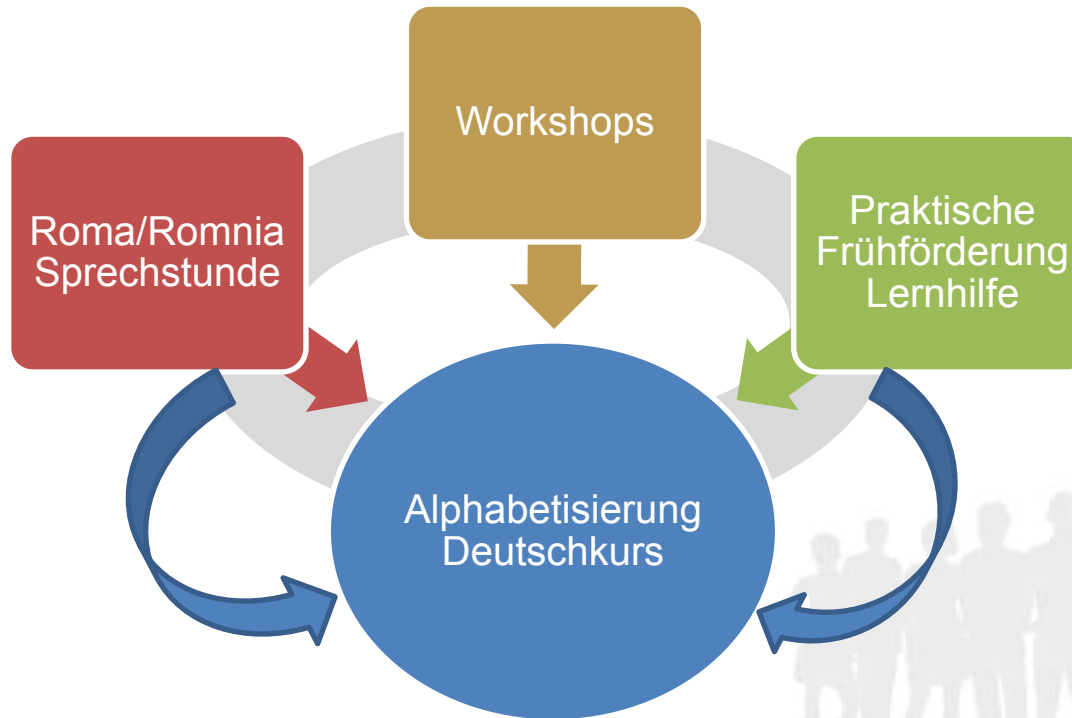 Workshops
Roma/Romnia
Sprechstunde
Praktische
Frühförderung
Lernhilfe
Alphabetisierung
Deutschkurs